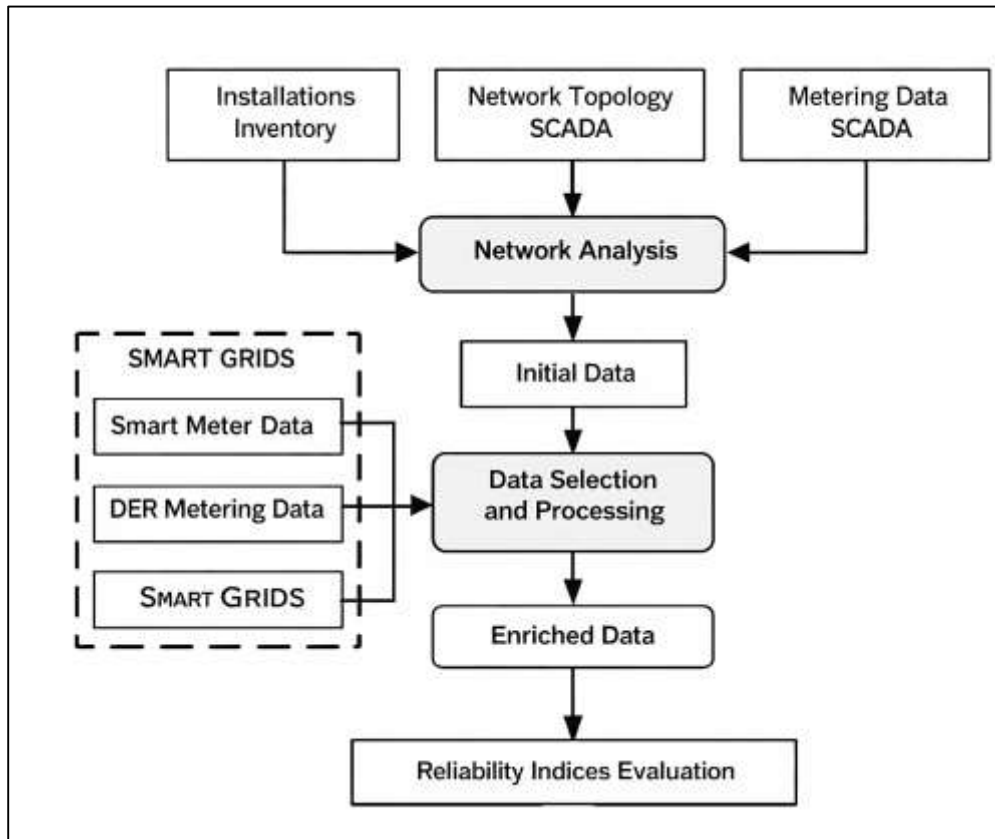 Installations
Inventory
Network Topology
SCADA
Metering Data
SCADA
Network Analysis
Initial Data
SMART GRIDS
Smart Meter Data
DER Metering Data
SMART GRIDS
Data Selection
and Processing
Enriched Data
Reliability Indices Evaluation